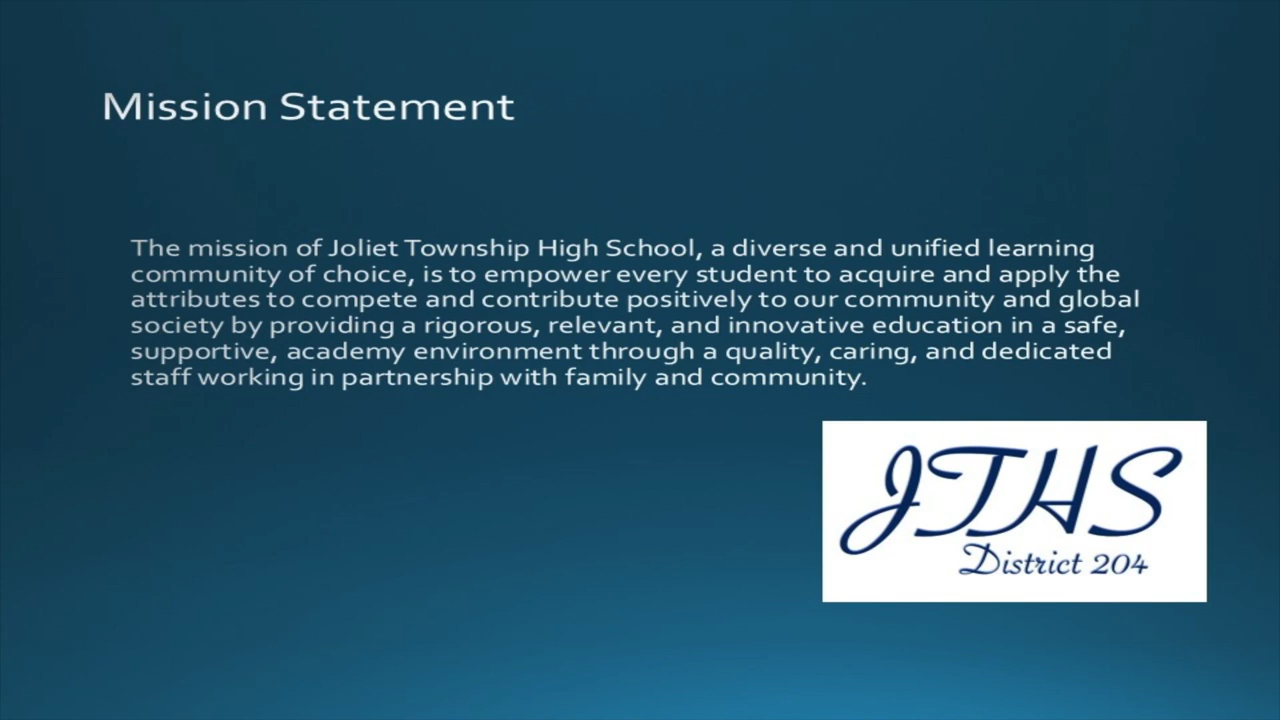 Mission Statement
The mission of Joliet Township High School, a diverse and unified learning
community of choice, is to empower every student to acquire and apply the
attributes to compete and contribute positively to our community and global
society by providing a rigorous, relevant, and innovative education in a safe,
supportive, academy environment through a quality, caring, and dedicated
staff working in partnership with family and community.
JTHS
District 204